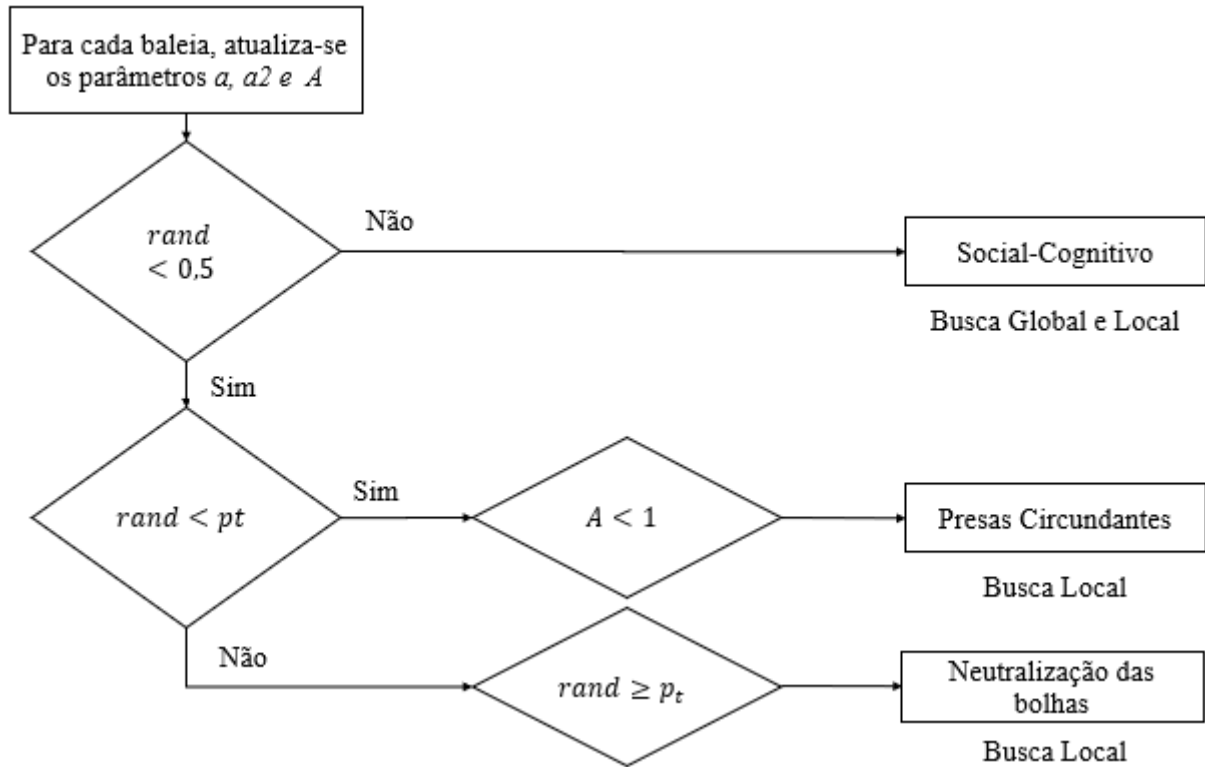 Para cada baleia, atualiza-se
os parâmetros a, a2 e A
rand
< 0,5
Não
Social-Cognitivo
Busca Global e Local
Sim
rand < pt
Sim
A < 1
Presas Circundantes
Busca Local
Não
rand ≥ pₜ
Neutralização das
bolhas
Busca Local